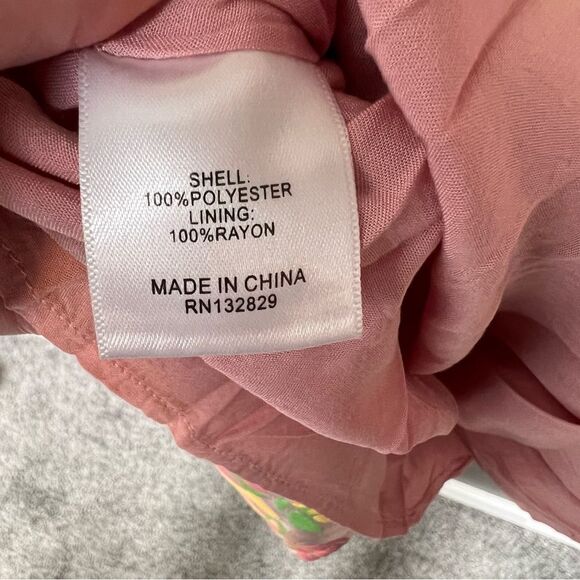 SHELL:
100%POLYESTER
LINING:
100%RAYON
MADE IN CHINA
RN132829